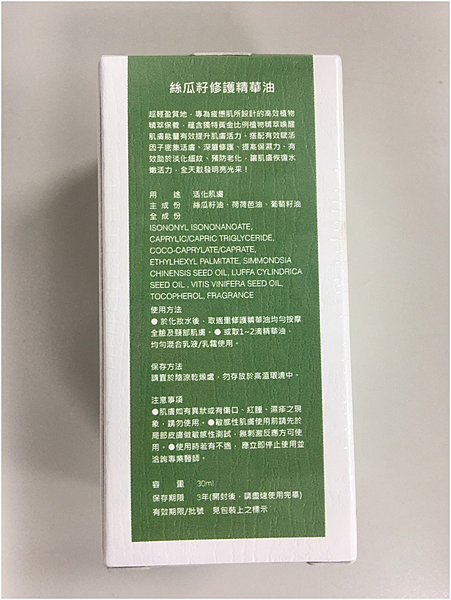 絲瓜籽修護精華油
超輕盈質地，專為疲憊肌所設計的高效植物
精萃保養，蘊含獨特黃金比例植物精萃喚醒
肌膚能量有效提升肌膚活力，搭配有效賦活
因子密集活膚、深層修護、提高保濕力、有
效助於淡化細紋、預防老化，讓肌膚恢復水
嫩活力，全天散發明亮光采！
用 途 活化肌膚
主 成 份 絲瓜籽油、荷荷芭油、葡萄籽油
全 成 份
ISONONYL ISONONANOATE,
CAPRYLIC/CAPRIC TRIGLYCERIDE,
COCO-CAPRYLATE/CAPRATE,
ETHYLHEXYL PALMITATE, SIMMONDSIA
CHINENSIS SEED OIL, LUFFA CYLINDRICA
SEED OIL , VITIS VINIFERA SEED OIL,
TOCOPHEROL, FRAGRANCE
使用方法
●於化妝水後，取適量修護精華油均勻按摩
全臉及頸部肌膚。●或取1~2滴精華油，
均勻混合乳液/乳霜使用。
保存方法
請置於陰涼乾燥處，勿存放於高溫環境中。
注意事項
●肌膚如有異狀或有傷口、紅腫、濕疹之現
象，請勿使用。●敏感性肌膚使用前請先於
局部皮膚做敏感性測試，無刺激反應方可使
用。●使用時若有不適，應立即停止使用並
洽詢專業醫師。
容 量 30ml
保存期限 3年(開封後，請盡速使用完畢)
有效期限/批號 見包裝上之標示